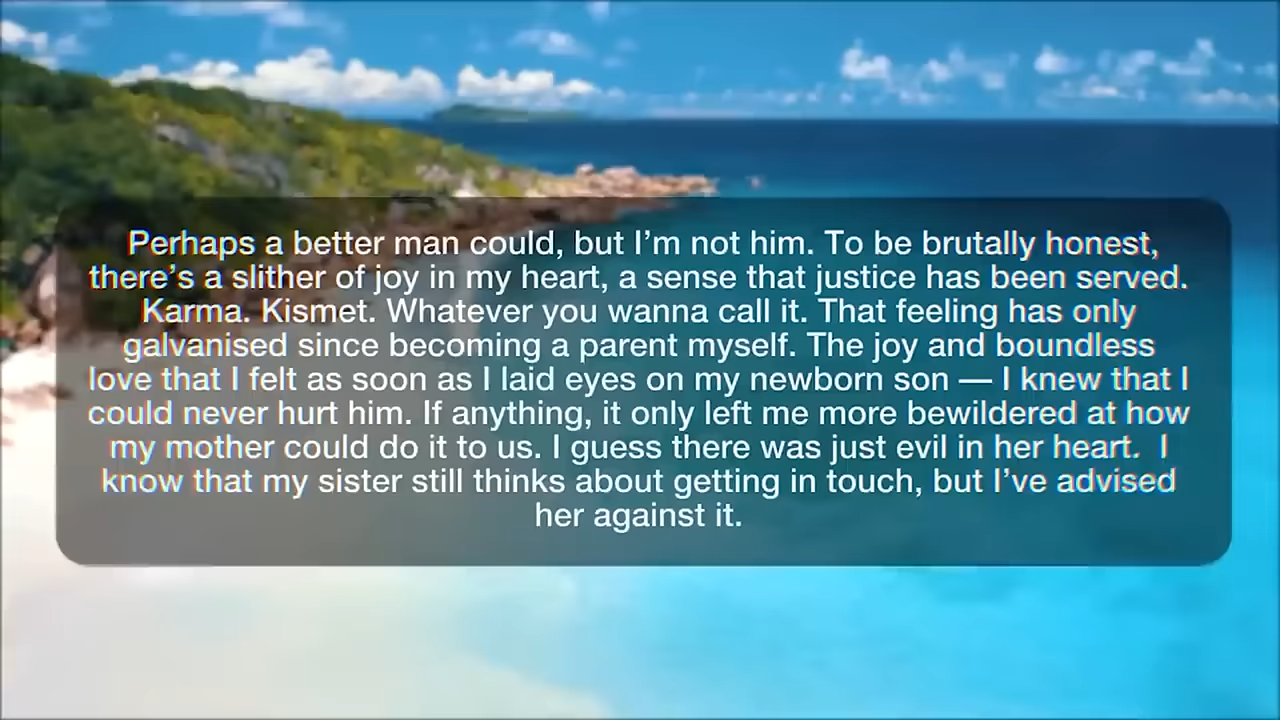 Perhaps a better man could, but I’m not him. To be brutally honest,
there’s a slither of joy in my heart, a sense that justice has been served.
Karma. Kismet. Whatever you wanna call it. That feeling has only
galvanised since becoming a parent myself. The joy and boundless
love that I felt as soon as I laid eyes on my newborn son — I knew that I
could never hurt him. If anything, it only left me more bewildered at how
my mother could do it to us. I guess there was just evil in her heart.  I
know that my sister still thinks about getting in touch, but I’ve advised
her against it.